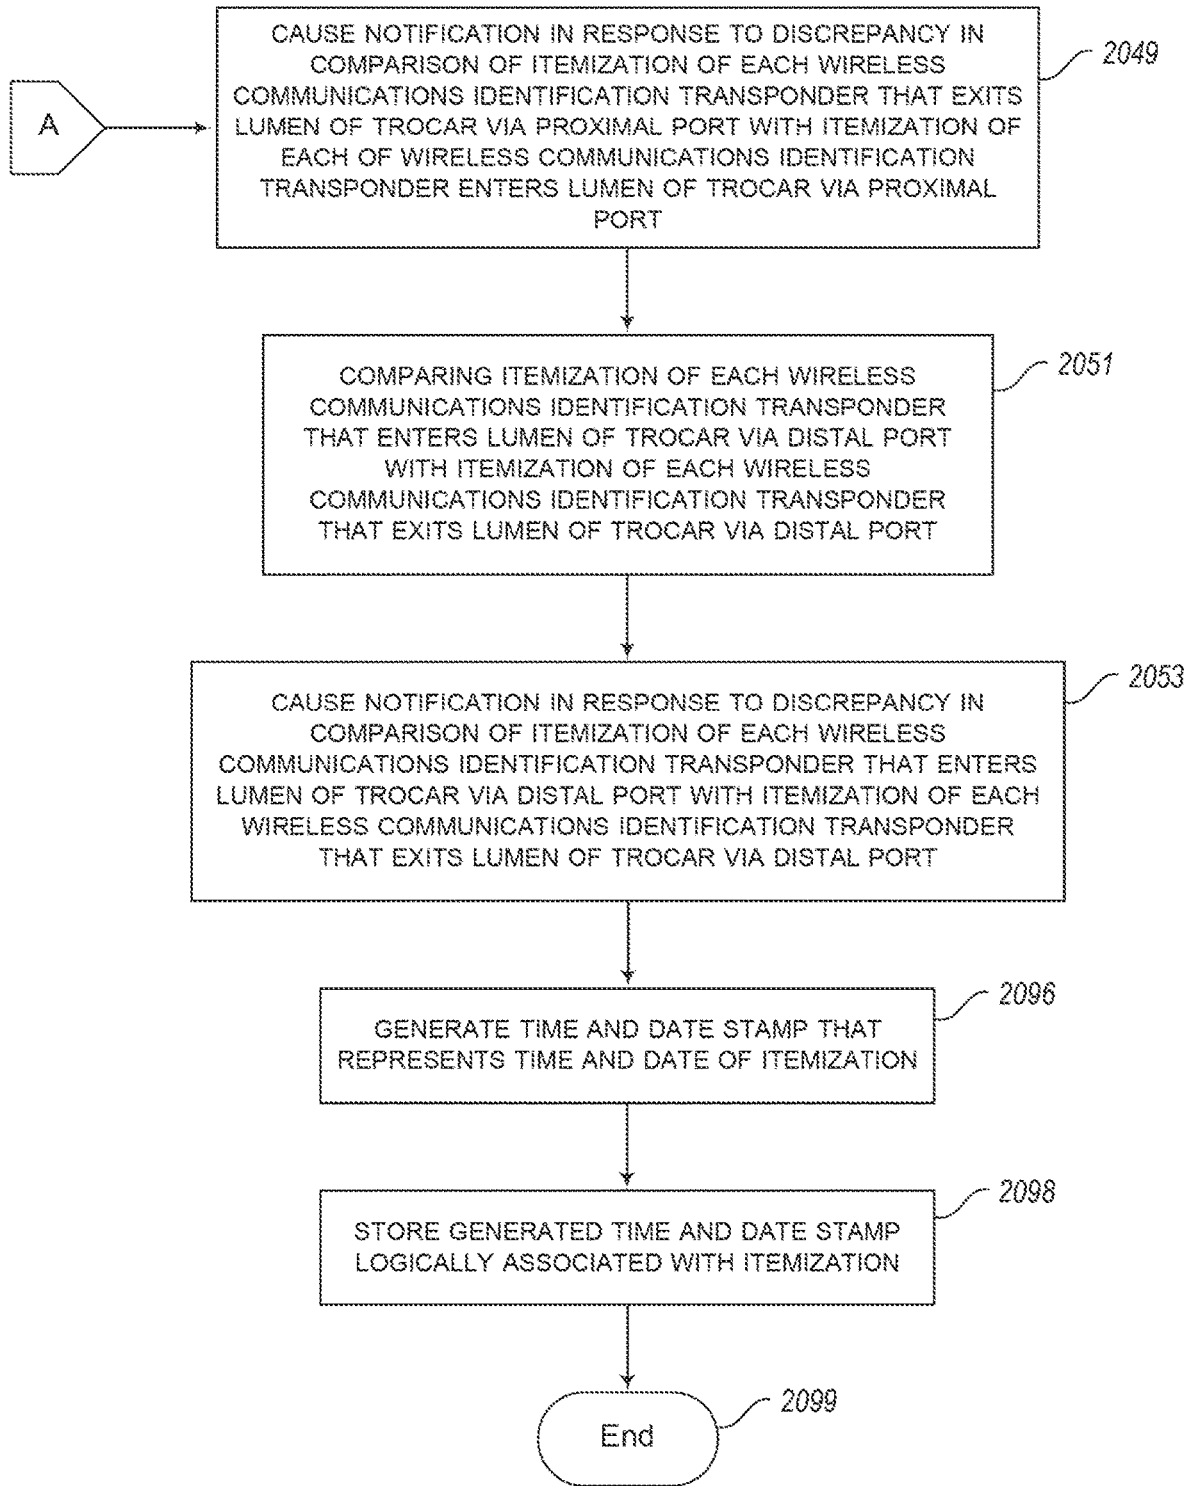 CAUSE NOTIFICATION IN RESPONSE TO DISCREPANCY IN
COMPARISON OF ITEMIZATION OF EACH WIRELESS
COMMUNICATIONS IDENTIFICATION TRANSPONDER THAT EXITS
LUMEN OF TROCAR VIA PROXIMAL PORT WITH ITEMIZATION OF
EACH OF WIRELESS COMMUNICATIONS IDENTIFICATION
TRANSPONDER ENTERS LUMEN OF TROCAR VIA PROXIMAL
PORT
2049
A
COMPARING ITEMIZATION OF EACH WIRELESS
COMMUNICATIONS IDENTIFICATION TRANSPONDER
THAT ENTERS LUMEN OF TROCAR VIA DISTAL PORT
WITH ITEMIZATION OF EACH WIRELESS
COMMUNICATIONS IDENTIFICATION TRANSPONDER
THAT EXITS LUMEN OF TROCAR VIA DISTAL PORT
2051
CAUSE NOTIFICATION IN RESPONSE TO DISCREPANCY IN
COMPARISON OF ITEMIZATION OF EACH WIRELESS
COMMUNICATIONS IDENTIFICATION TRANSPONDER THAT ENTERS
LUMEN OF TROCAR VIA DISTAL PORT WITH ITEMIZATION OF EACH
WIRELESS COMMUNICATIONS IDENTIFICATION TRANSPONDER
THAT EXITS LUMEN OF TROCAR VIA DISTAL PORT
2053
GENERATE TIME AND DATE STAMP THAT
REPRESENTS TIME AND DATE OF ITEMIZATION
2096
STORE GENERATED TIME AND DATE STAMP
LOGICALLY ASSOCIATED WITH ITEMIZATION
2098
End
2099